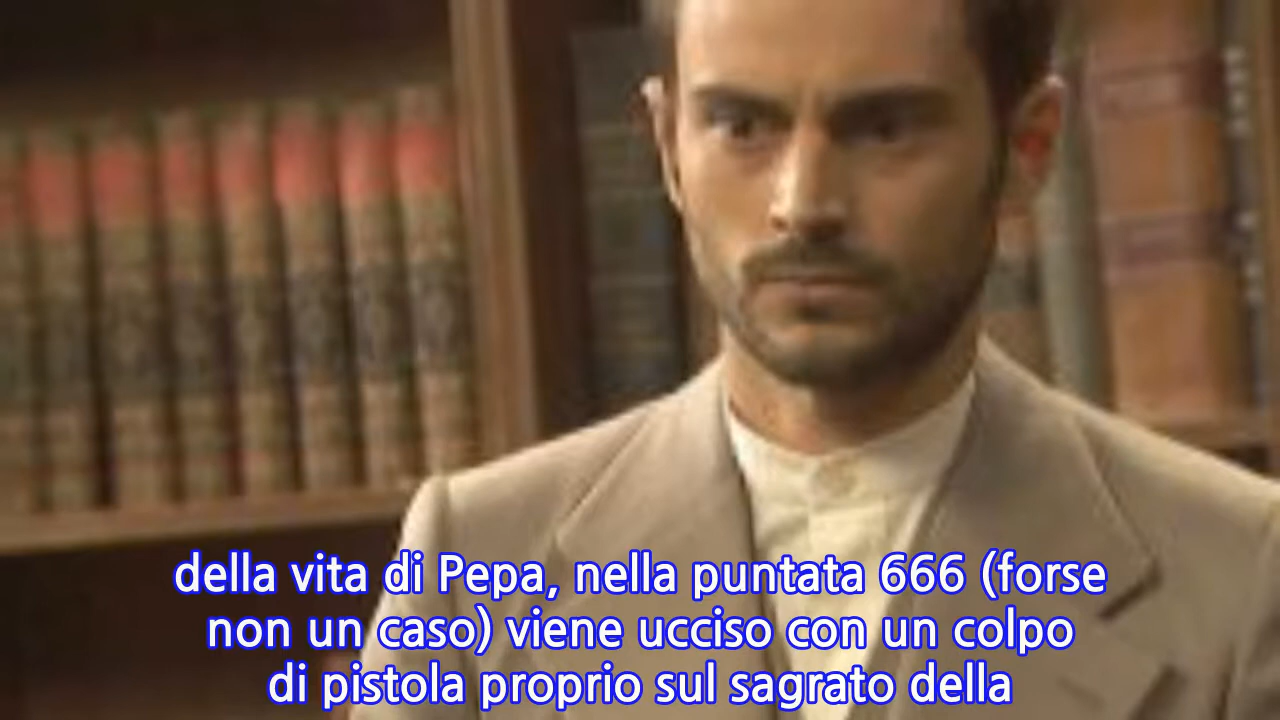 della vita di Pepa, nella puntata 666 (forse
non un caso) viene ucciso con un colpo
di pistola proprio sul sagrato della